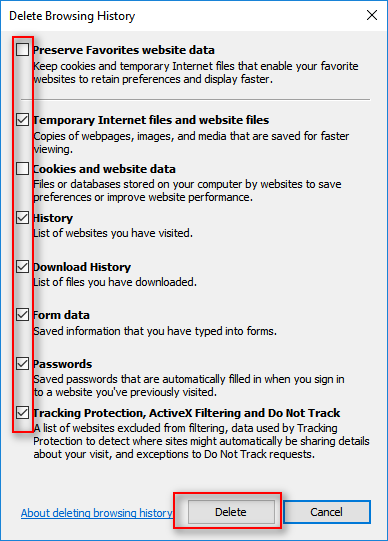 Delete Browsing History
Preserve Favorites website data
Keep cookies and temporary Internet files that enable your favorite
websites to retain preferences and display faster.
Temporary Internet files and website files
Copies of webpages, images, and media that are saved for faster
viewing.
Cookies and website data
Files or databases stored on your computer by websites to save
preferences or improve website performance.
History
List of websites you have visited.
Download History
List of files you have downloaded.
Form data
Saved information that you have typed into forms.
Passwords
Saved passwords that are automatically filled in when you sign in
to a website you've previously visited.
Tracking Protection, ActiveX Filtering and Do Not Track
A list of websites excluded from filtering, data used by Tracking
Protection to detect where sites might automatically be sharing details
about your visit, and exceptions to Do Not Track requests.
About deleting browsing history Delete Cancel